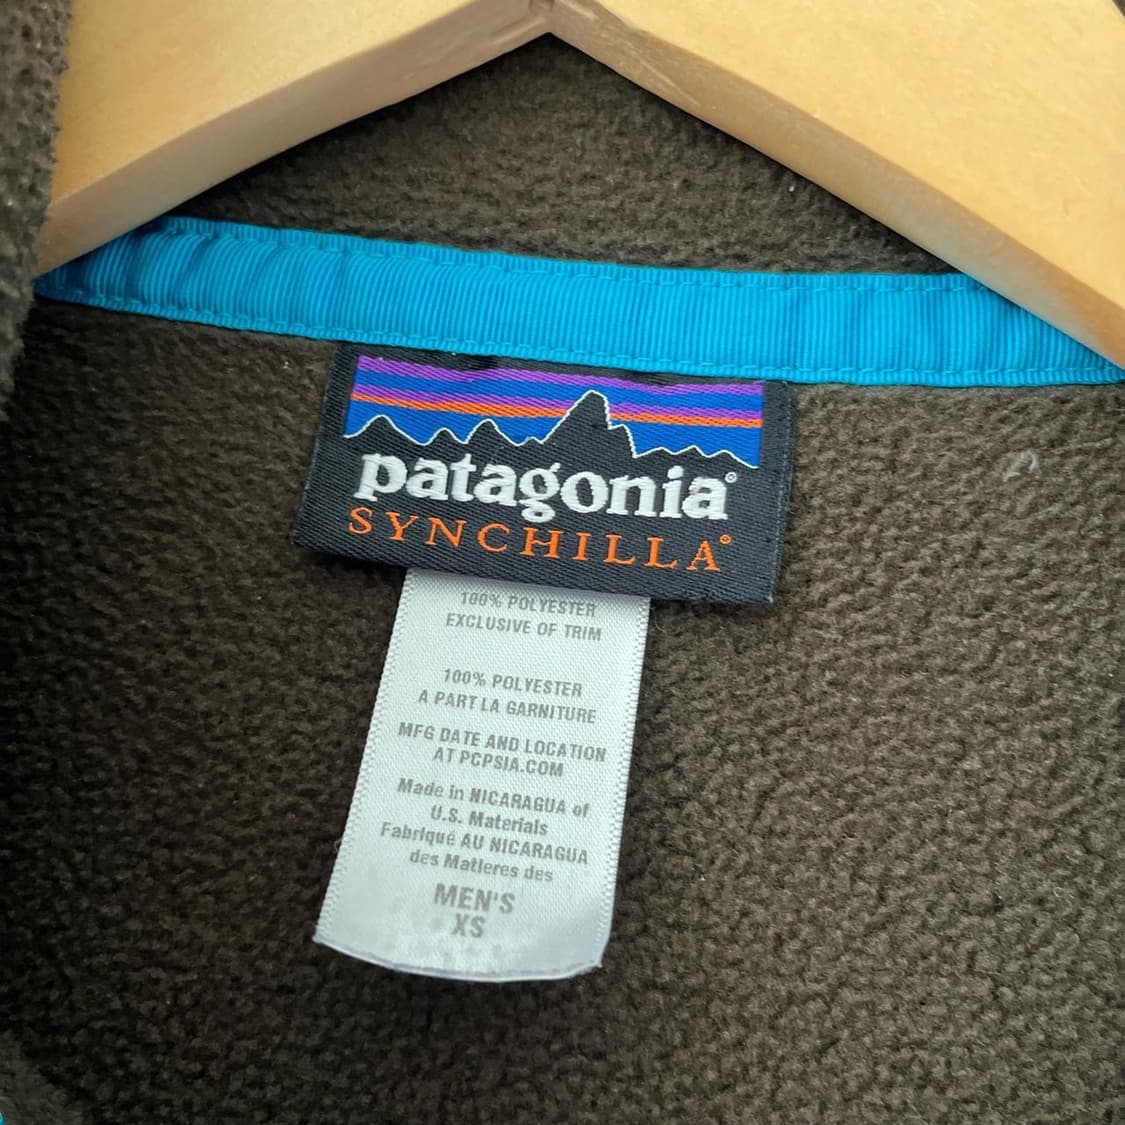 patagonia®
SYNCHILLA®
100% POLYESTER
EXCLUSIVE OF TRIM
100% POLYESTER
A PART LA GARNITURE
MFG DATE AND LOCATION
AT PCPSIA.COM
Made in NICARAGUA of
U.S. Materials
Fabriqué AU NICARAGUA
des Matieres des
MEN'S
XS